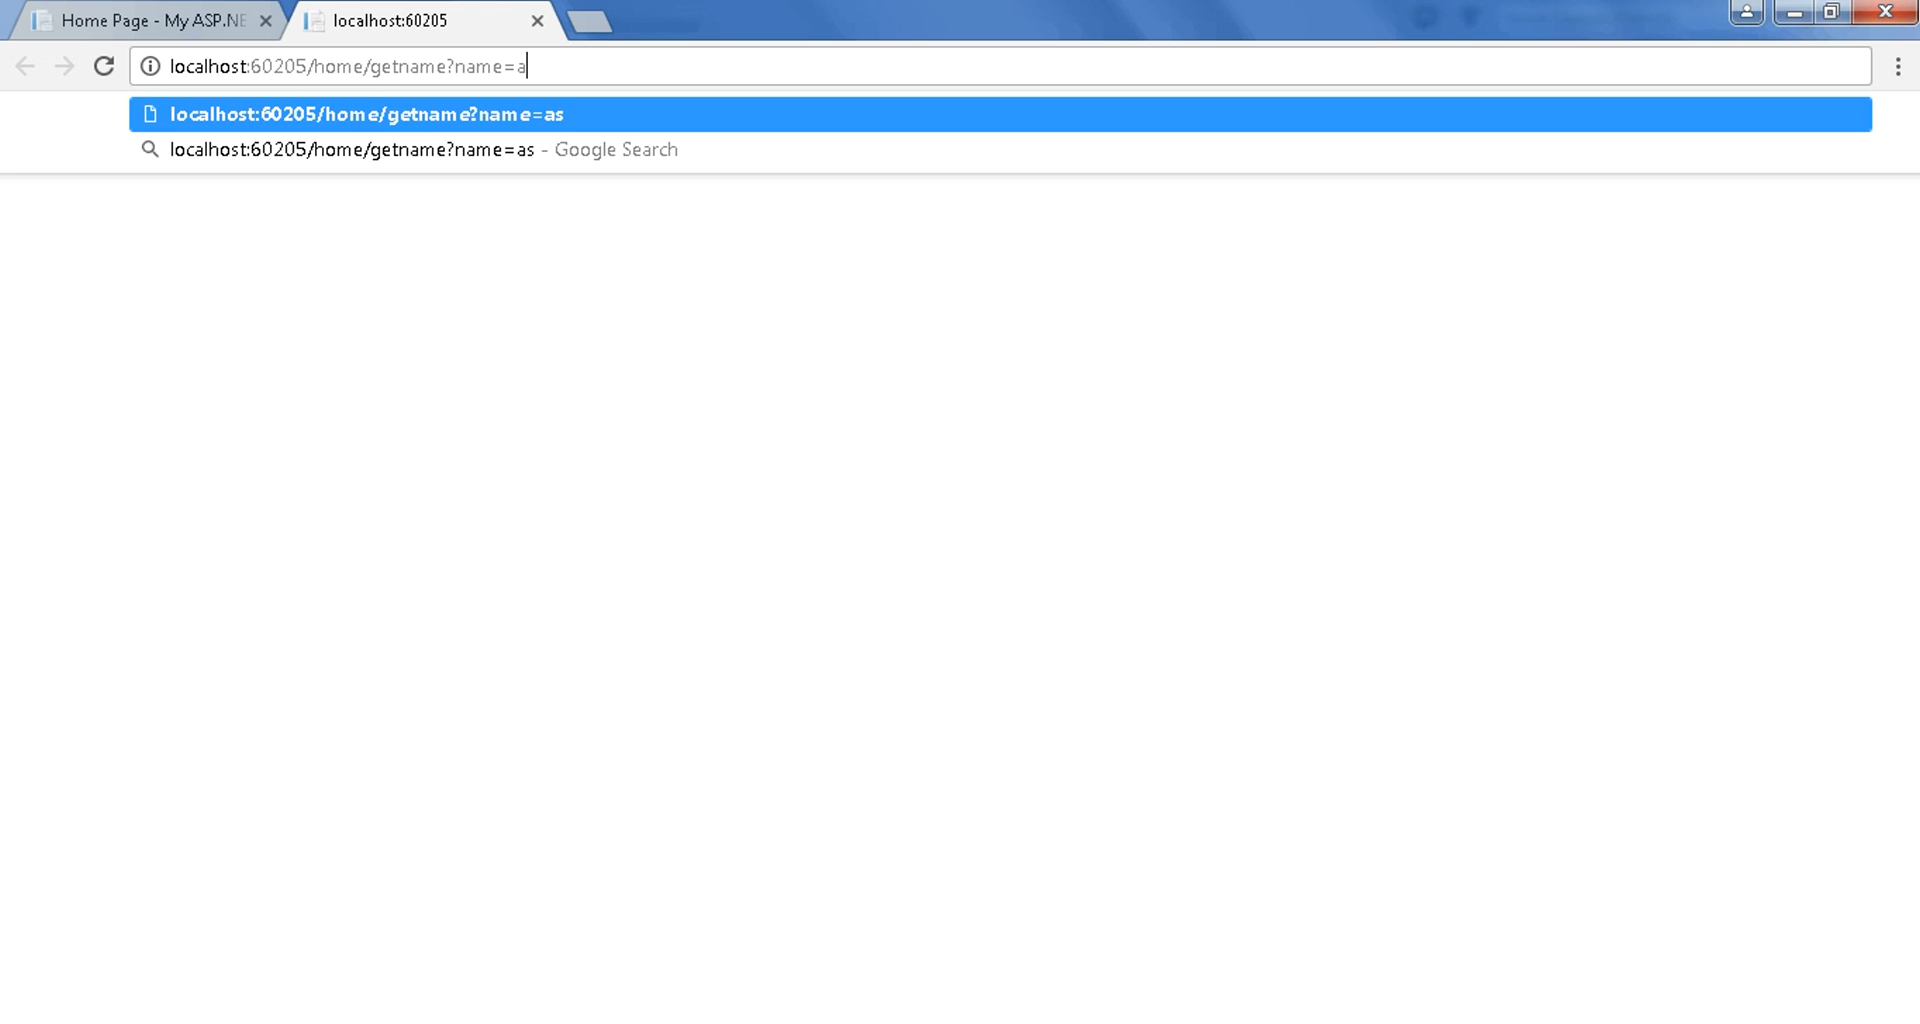 Home Page - My ASP.NE
localhost:60205
localhost:60205/home/getname?name=a
localhost:60205/home/getname?name=as
localhost:60205/home/getname?name=as - Google Search